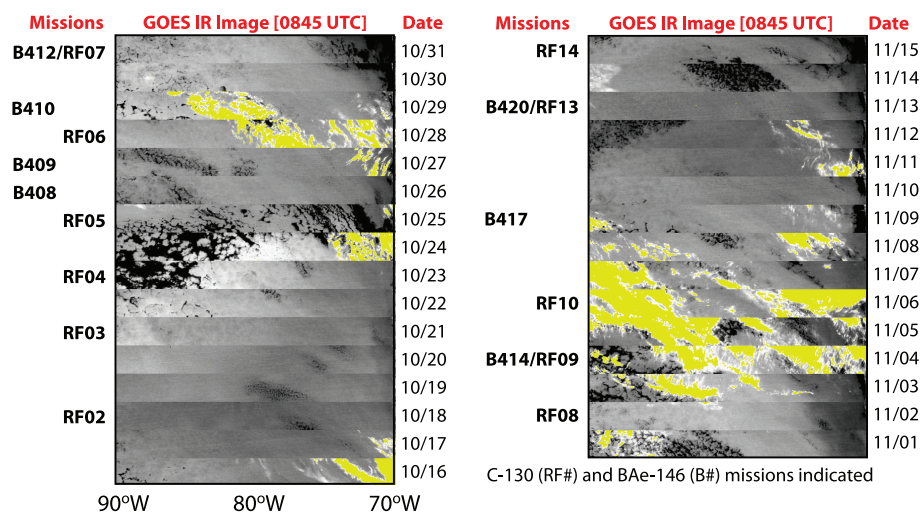 Missions GOES IR Image [0845 UTC] Date
B412/RF07 10/31
10/30
B410 10/29
RF06 10/28
B409 10/27
B408 10/26
RF05 10/25
10/24
RF04 10/23
10/22
RF03 10/21
10/20
10/19
RF02 10/18
10/17
10/16
90°W 80°W 70°W
Missions GOES IR Image [0845 UTC] Date
RF14 11/15
11/14
B420/RF13 11/13
11/12
11/11
11/10
B417 11/09
11/08
11/07
RF10 11/06
11/05
B414/RF09 11/04
11/03
RF08 11/02
11/01
C-130 (RF#) and BAe-146 (B#) missions indicated